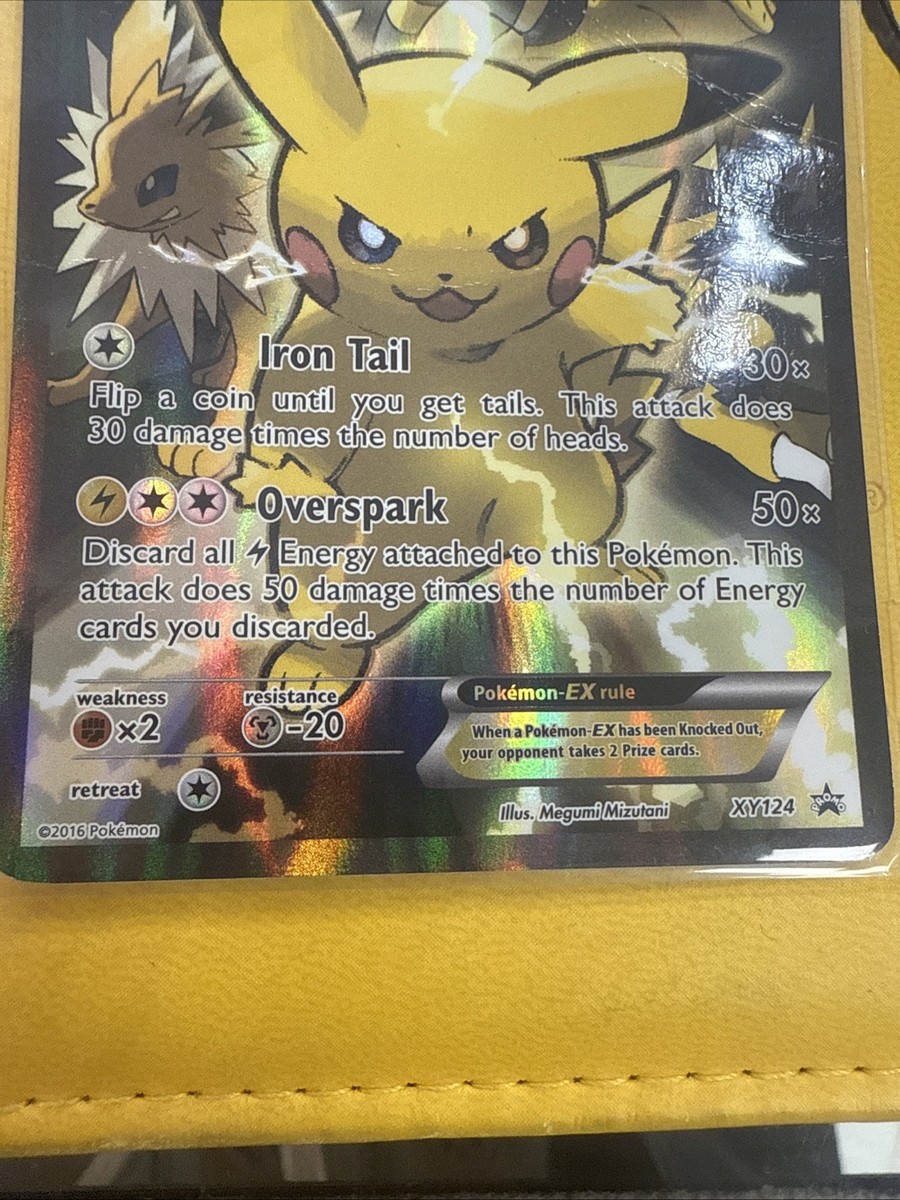 Iron Tail 30×
Flip a coin until you get tails. This attack does
30 damage times the number of heads.
Overspark 50×
Discard all Energy attached to this Pokémon. This
attack does 50 damage times the number of Energy
cards you discarded.
weakness resistance
×2 -20
Pokémon-EX rule
When a Pokémon-EX has been Knocked Out,
your opponent takes 2 Prize cards.
retreat
Illus. Megumi Mizutani XY124 PROMO
©2016 Pokémon